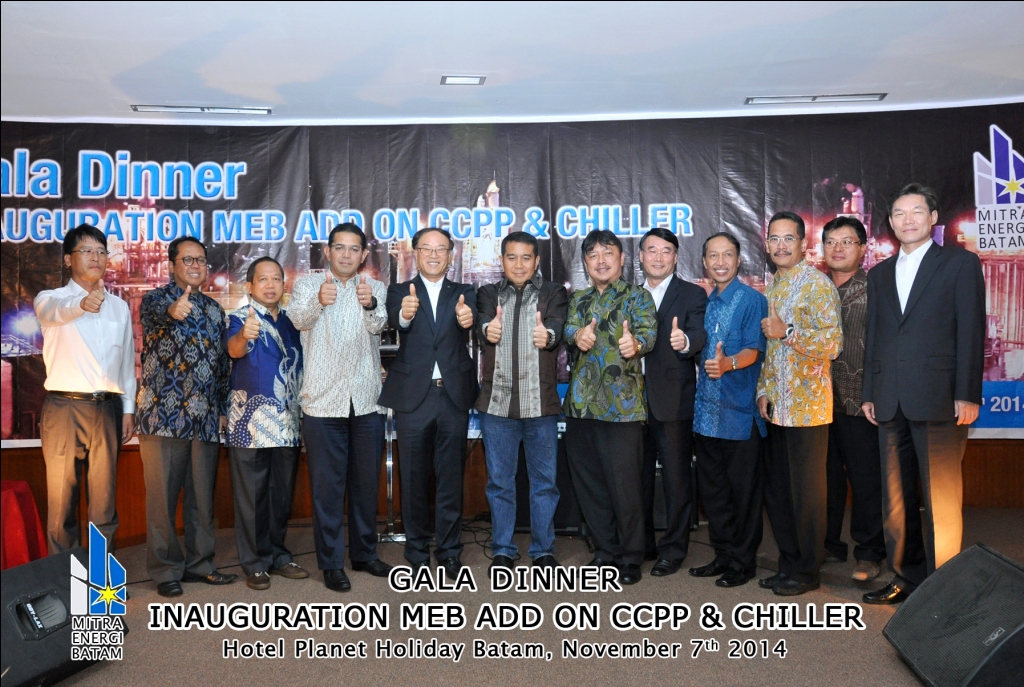 ala Dinner
AUGURATION MEB ADD ON CCPP & CHILLER
MITRA
ENERGI
BATAM
2014
GALA DINNER
INAUGURATION MEB ADD ON CCPP & CHILLER
Hotel Planet Holiday Batam, November 7th 2014
MITRA
ENERGI
BATAM